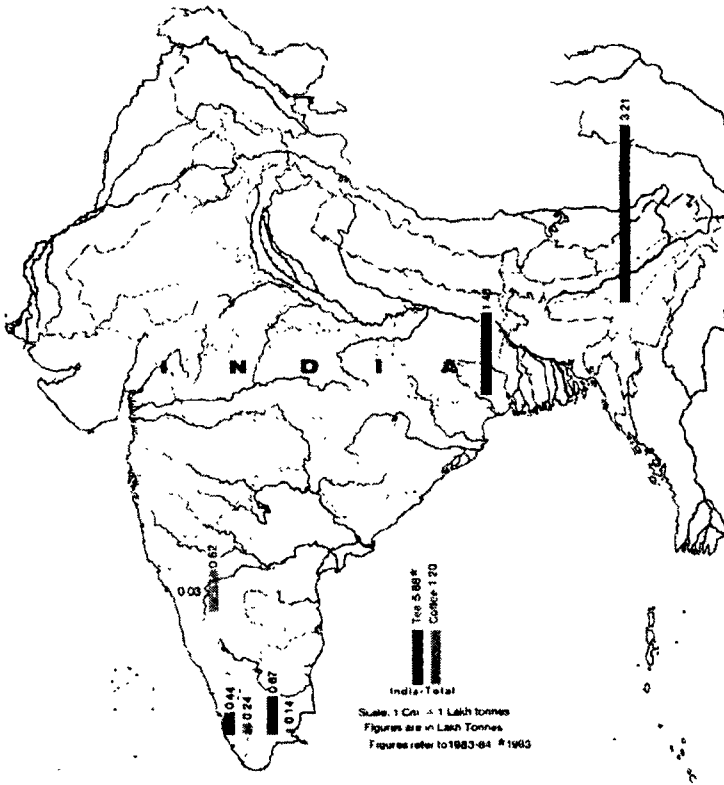 3.21
1.49
I N D I A
0.62
0.03
Tea 5.88*
Coffee 1.20
0.44
0.24
0.67
0.14
India-Total
Scale: 1 Cm = 1 Lakh tonnes
Figures are in Lakh Tonnes
Figures refer to 1983-84 *1983